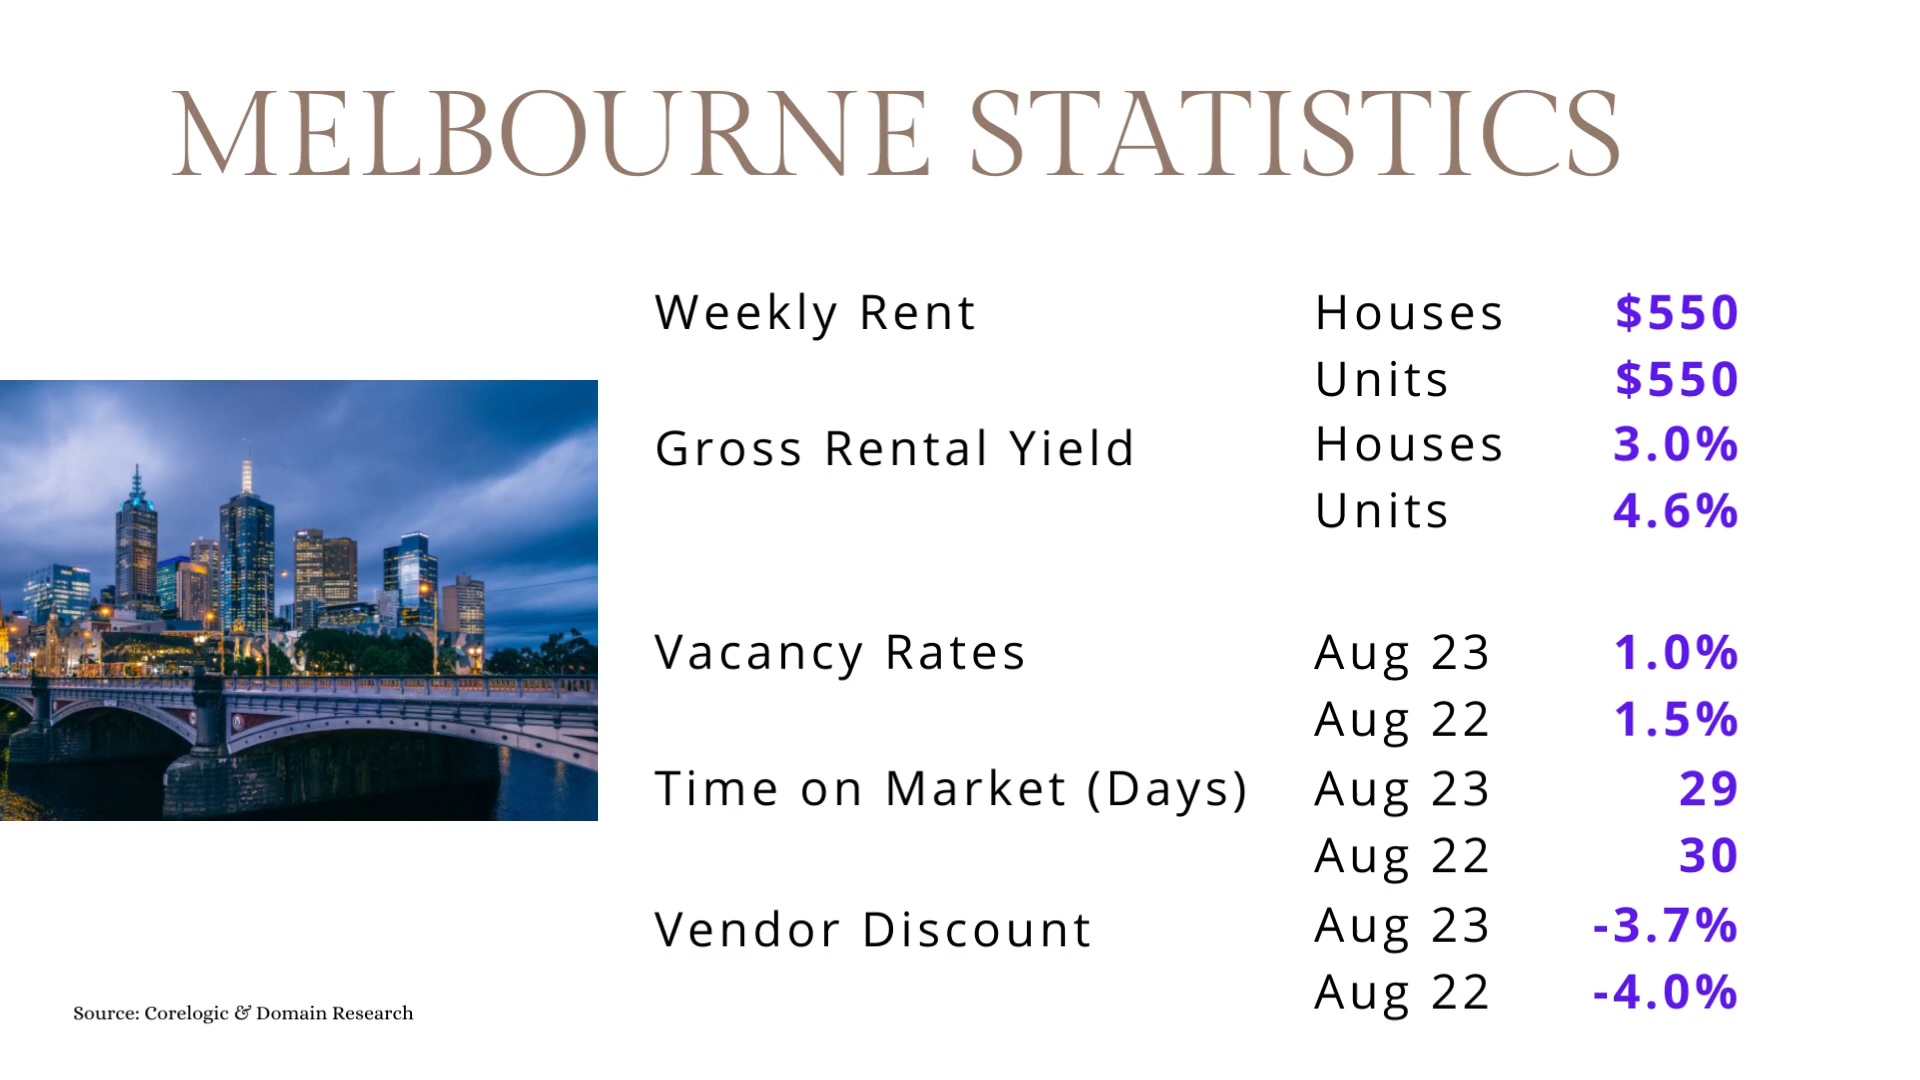 MELBOURNE STATISTICS
Weekly Rent Houses $550
Units $550
Gross Rental Yield Houses 3.0%
Units 4.6%
Vacancy Rates Aug 23 1.0%
Aug 22 1.5%
Time on Market (Days) Aug 23 29
Aug 22 30
Vendor Discount Aug 23 -3.7%
Aug 22 -4.0%
Source: Corelogic & Domain Research